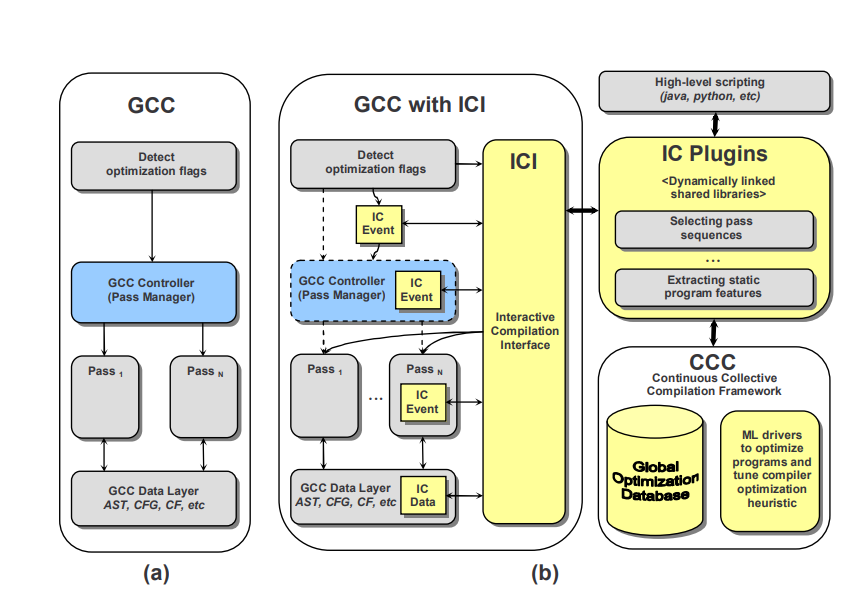 GCC
Detect
optimization flags
GCC Controller
(Pass Manager)
Pass 1
Pass N
GCC Data Layer
AST, CFG, CF, etc
(a)
GCC with ICI
Detect
optimization flags
IC
Event
GCC Controller
(Pass Manager)
IC
Event
Pass 1
...
Pass N
IC
Event
GCC Data Layer
AST, CFG, CF, etc
IC
Data
ICI
Interactive
Compilation
Interface
High-level scripting
(java, python, etc)
IC Plugins
<Dynamically linked
shared libraries>
Selecting pass
sequences
...
Extracting static
program features
CCC
Continuous Collective
Compilation Framework
Global
Optimization
Database
ML drivers
to optimize
programs and
tune compiler
optimization
heuristic
(b)